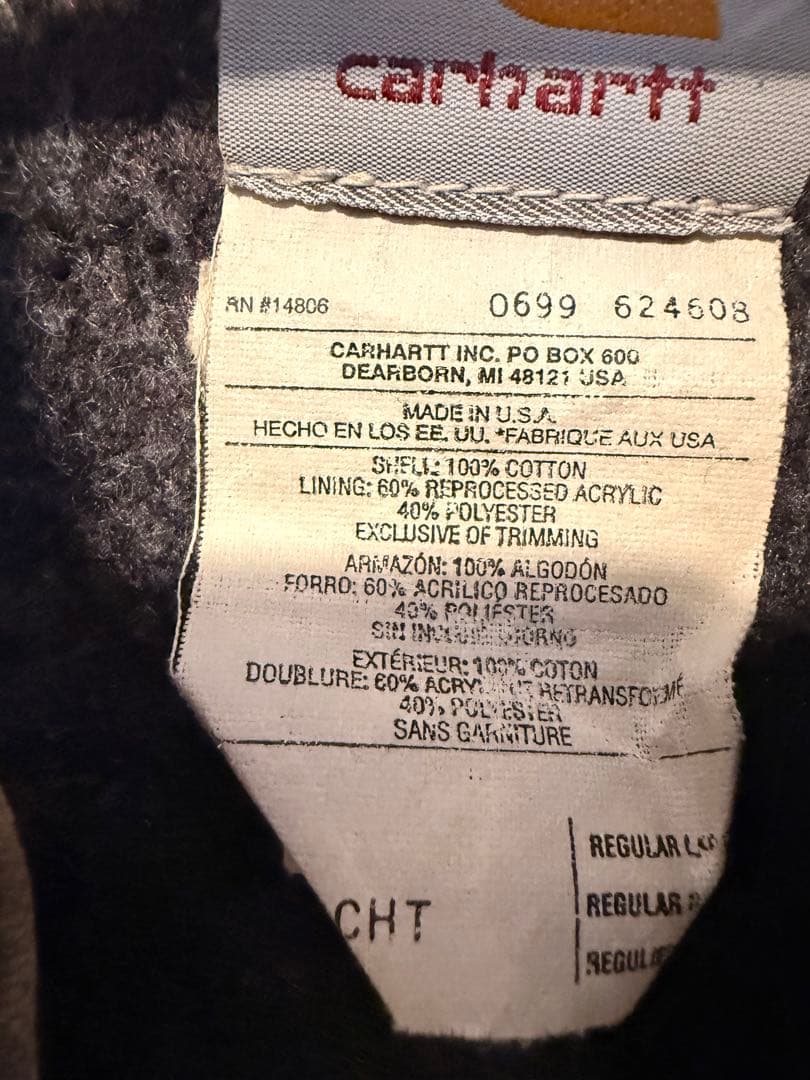 carhartt
RN #14806 0699 624608
CARHARTT INC. PO BOX 600
DEARBORN, MI 48121 USA
MADE IN U.S.A.
HECHO EN LOS EE. UU. *FABRIQUE AUX USA
SHELL: 100% COTTON
LINING: 60% REPROCESSED ACRYLIC
40% POLYESTER
EXCLUSIVE OF TRIMMING
ARMAZÓN: 100% ALGODÓN
FORRO: 60% ACRILICO REPROCESADO
40% POLIESTER
SIN
EXTÉRIEUR: 100% COTON
DOUBLURE: 60% RETRANSFORMÉ
40% POLYESTER
SANS GARNITURE
CHT
REGULAR
REGULAR